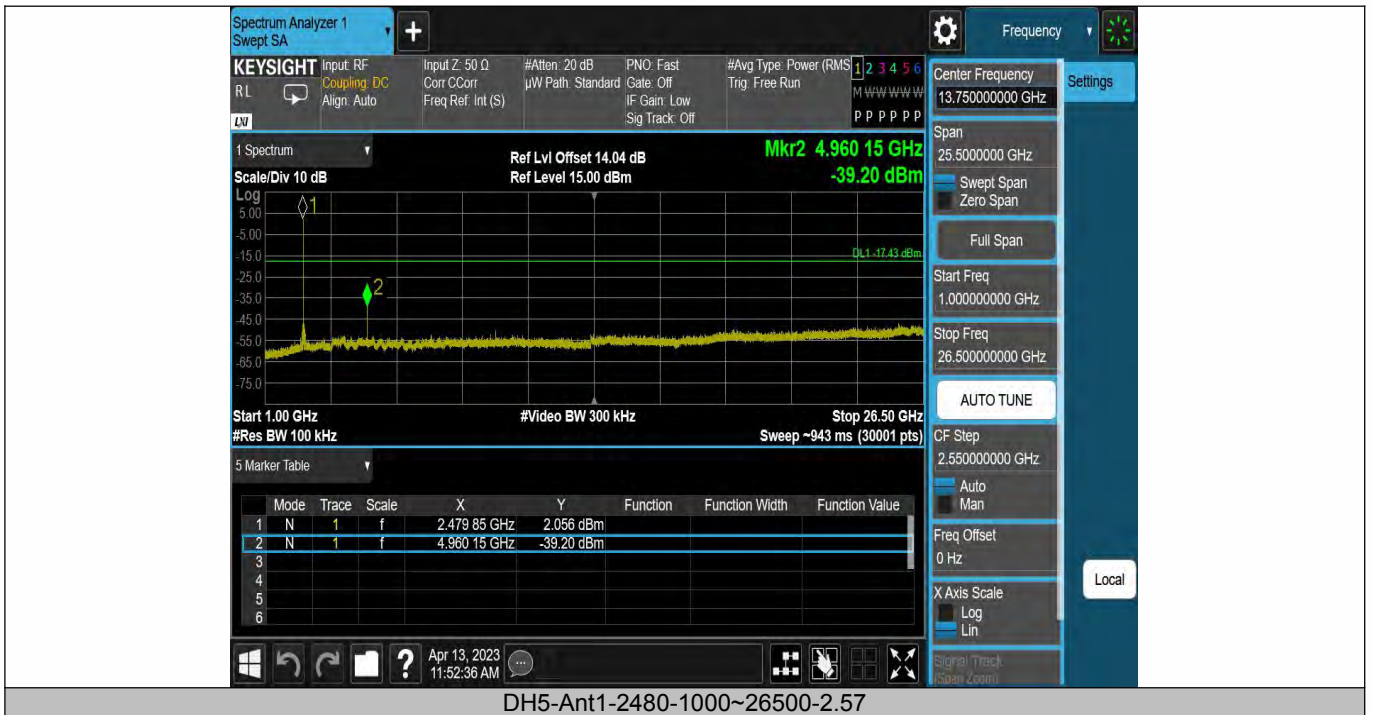 Spectrum Analyzer 1
Swept SA
+
Frequency
KEYSIGHT
RL
LXI
Input: RF
Coupling: DC
Align: Auto
Input Z: 50 Ω
Corr CCorr
Freq Ref: Int (S)
#Atten: 20 dB
µW Path: Standard
PNO: Fast
Gate: Off
IF Gain: Low
Sig Track: Off
#Avg Type: Power (RMS
Trig: Free Run
1 2 3 4 5 6
M W W W W W
P P P P P P
1 Spectrum
Scale/Div 10 dB
Ref Lvl Offset 14.04 dB
Ref Level 15.00 dBm
Mkr2 4.960 15 GHz
-39.20 dBm
Log
5.00
-5.00
-15.0
-25.0
-35.0
-45.0
-55.0
-65.0
-75.0
1
2
DL1 -17.43 dBm
Start 1.00 GHz
#Video BW 300 kHz
Stop 26.50 GHz
#Res BW 100 kHz
Sweep ~943 ms (30001 pts)
5 Marker Table
Mode Trace Scale X Y Function Function Width Function Value
1 N 1 f 2.479 85 GHz 2.056 dBm
2 N 1 f 4.960 15 GHz -39.20 dBm
3
4
5
6
Apr 13, 2023
11:52:36 AM
Center Frequency
13.750000000 GHz
Settings
Span
25.5000000 GHz
Swept Span
Zero Span
Full Span
Start Freq
1.000000000 GHz
Stop Freq
26.500000000 GHz
AUTO TUNE
CF Step
2.550000000 GHz
Auto
Man
Freq Offset
0 Hz
X Axis Scale
Log
Lin
Signal Track
(Span Zoom)
Local
DH5-Ant1-2480-1000~26500-2.57